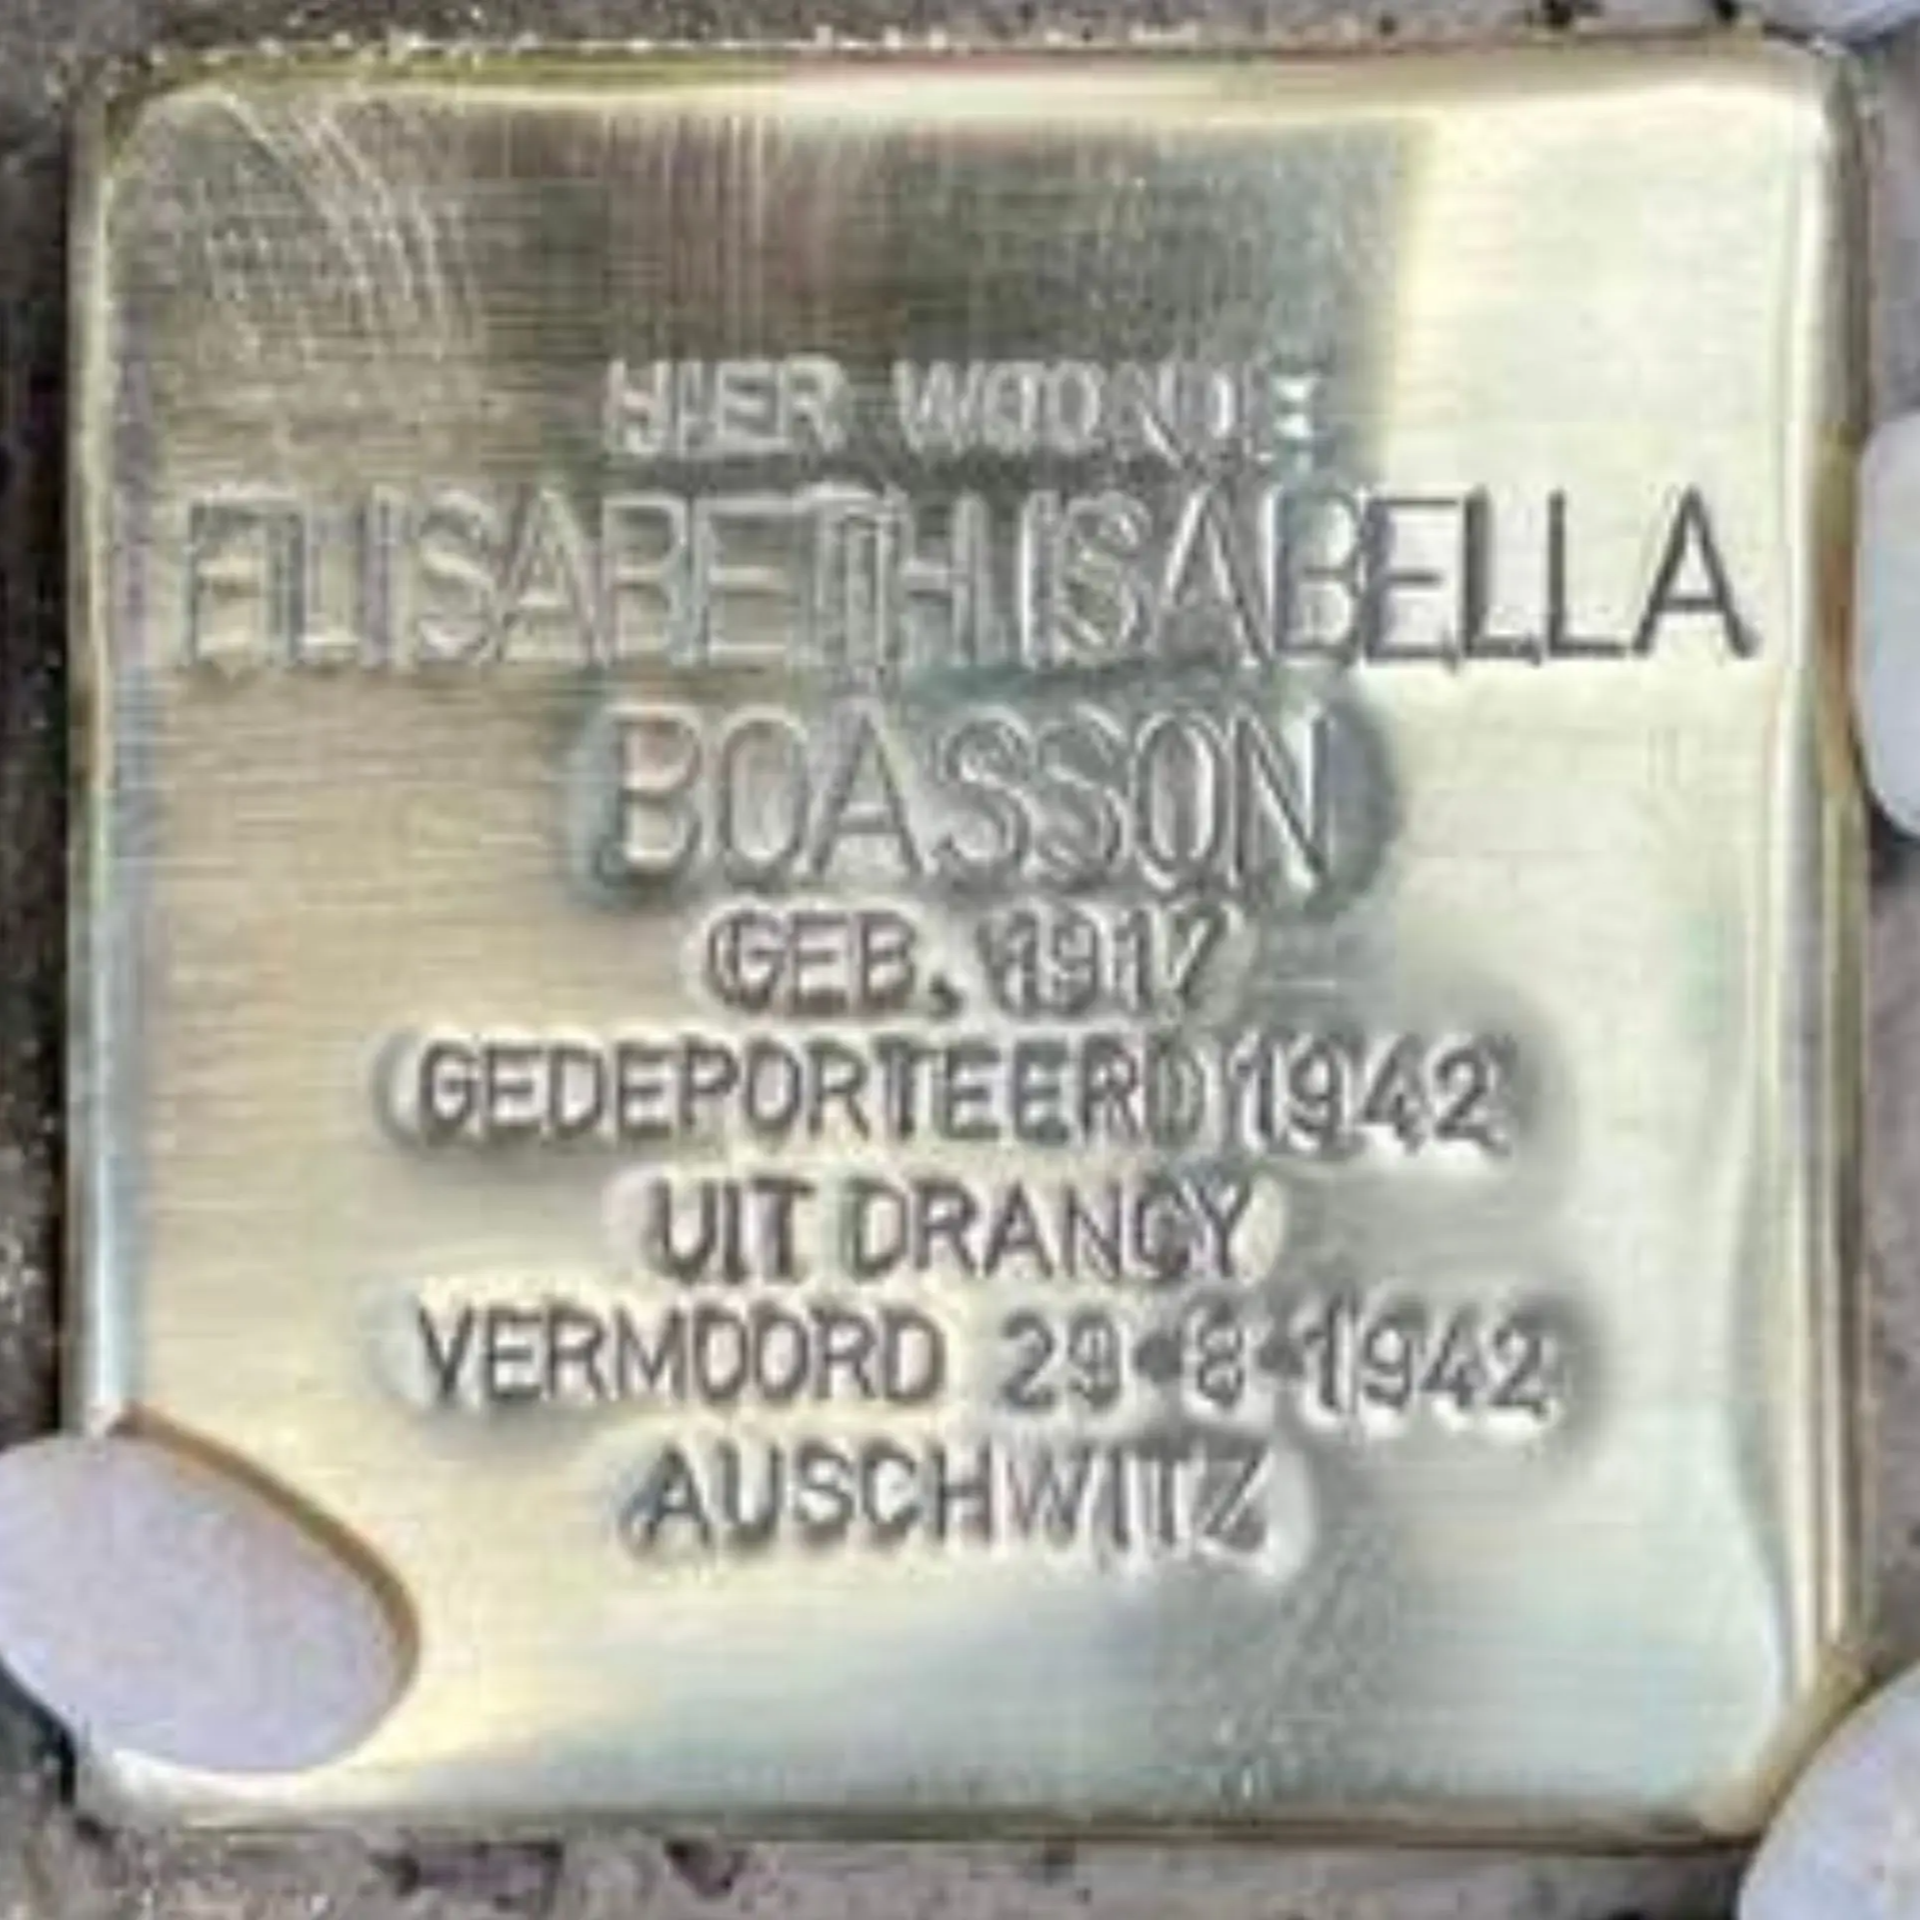 HIER WOONDE
ELISABETH ISABELLA
BOASSON
GEB. 1917
GEDEPORTEERD 1942
UIT DRANCY
VERMOORD 29•8•1942
AUSCHWITZ